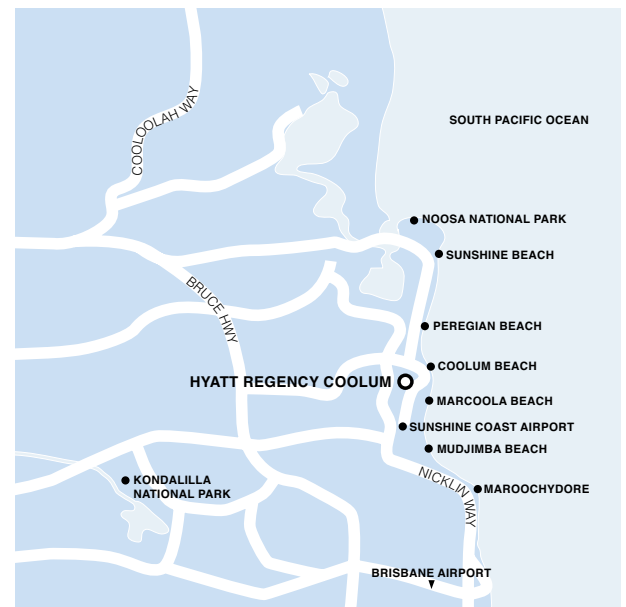 COOLOOLAH WAY
SOUTH PACIFIC OCEAN
NOOSA NATIONAL PARK
SUNSHINE BEACH
BRUCE HWY
PEREGIAN BEACH
COOLUM BEACH
HYATT REGENCY COOLUM
MARCOOLA BEACH
SUNSHINE COAST AIRPORT
MUDJIMBA BEACH
KONDALILLA
NATIONAL PARK
NICKLIN WAY
MAROOCHYDORE
BRISBANE AIRPORT